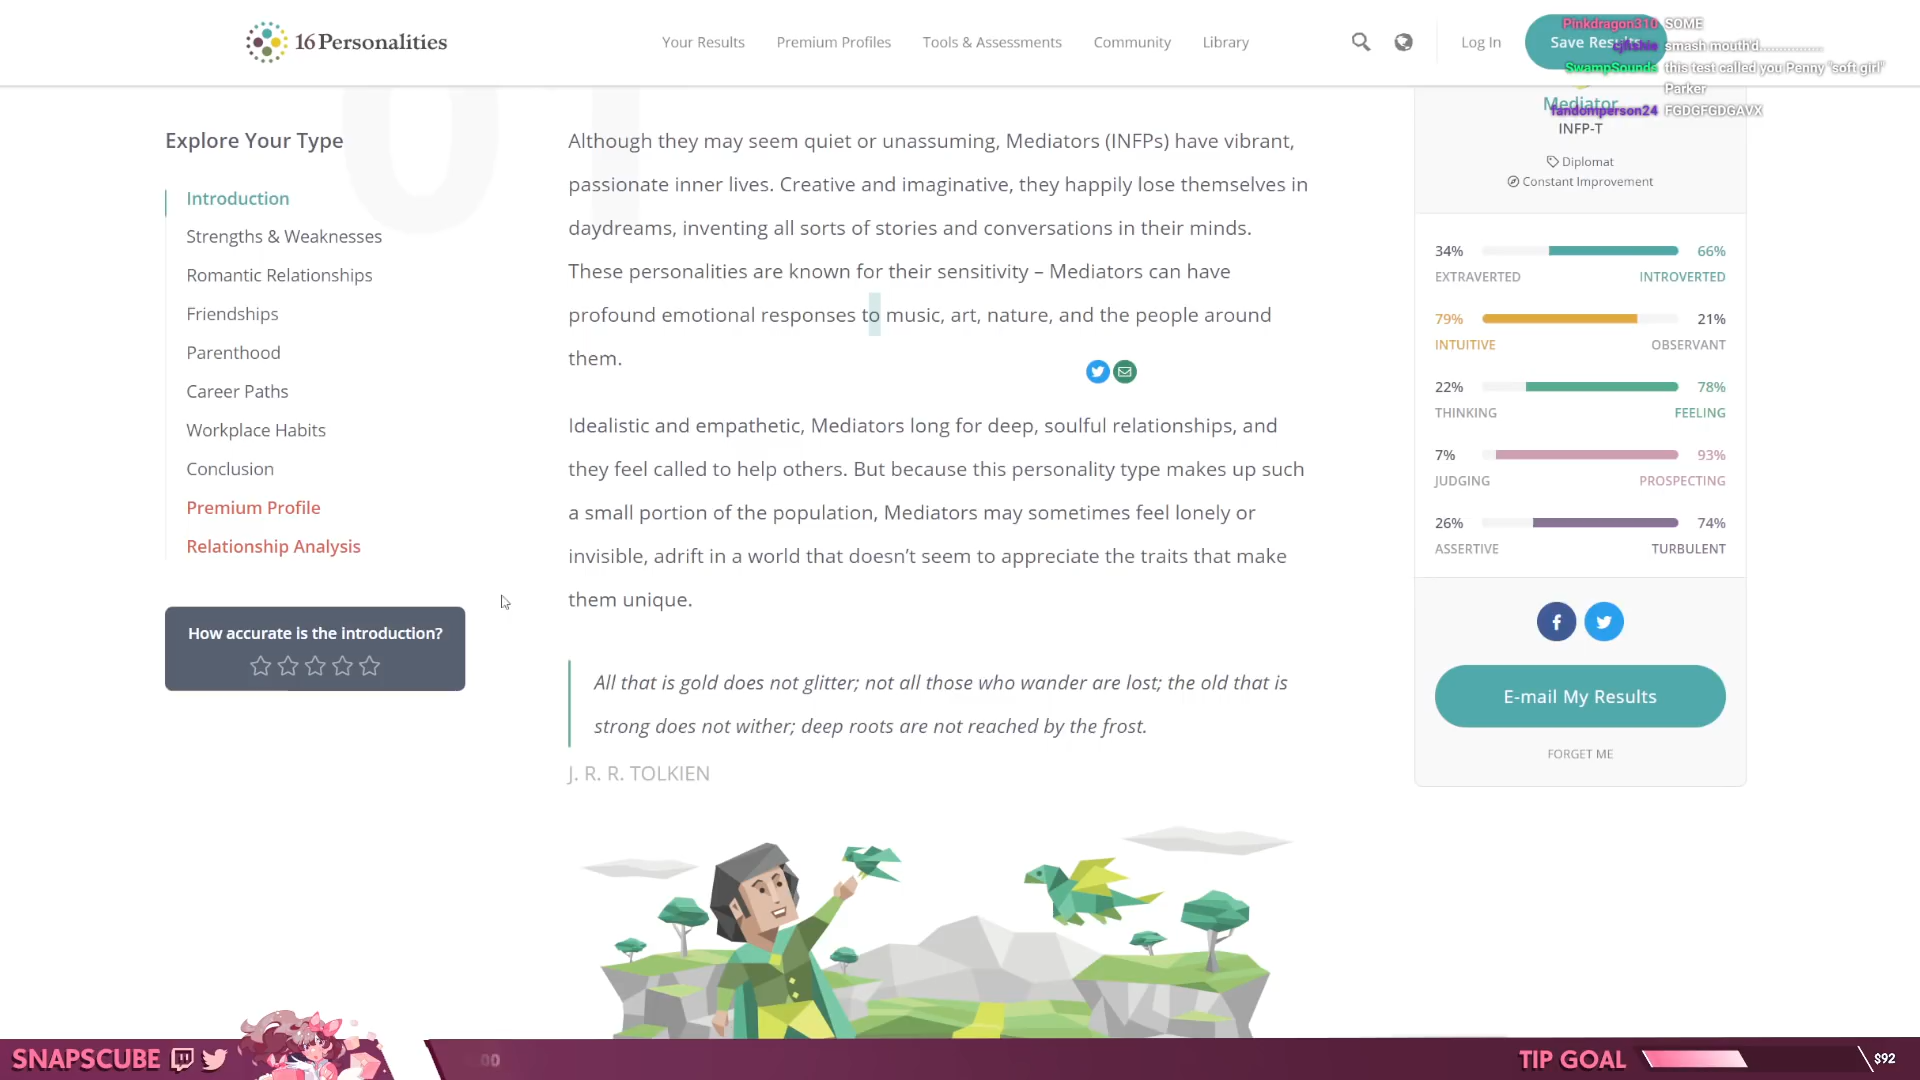 16Personalities
Your Results
Premium Profiles
Tools & Assessments
Community
Library
Log In
Save Results
Pinkdragon310 SOME
smash mouth'd
SwampSounds this test called you Penny "soft girl"
Parker
fandomperson24 FGDGFGDGAVX
01
Explore Your Type
Introduction
Strengths & Weaknesses
Romantic Relationships
Friendships
Parenthood
Career Paths
Workplace Habits
Conclusion
Premium Profile
Relationship Analysis
How accurate is the introduction?
Although they may seem quiet or unassuming, Mediators (INFPs) have vibrant,
passionate inner lives. Creative and imaginative, they happily lose themselves in
daydreams, inventing all sorts of stories and conversations in their minds.
These personalities are known for their sensitivity – Mediators can have
profound emotional responses to music, art, nature, and the people around
them.
Idealistic and empathetic, Mediators long for deep, soulful relationships, and
they feel called to help others. But because this personality type makes up such
a small portion of the population, Mediators may sometimes feel lonely or
invisible, adrift in a world that doesn’t seem to appreciate the traits that make
them unique.
All that is gold does not glitter; not all those who wander are lost; the old that is
strong does not wither; deep roots are not reached by the frost.
J. R. R. TOLKIEN
Mediator
INFP-T
Diplomat
Constant Improvement
34% 66%
EXTRAVERTED INTROVERTED
79% 21%
INTUITIVE OBSERVANT
22% 78%
THINKING FEELING
7% 93%
JUDGING PROSPECTING
26% 74%
ASSERTIVE TURBULENT
E-mail My Results
FORGET ME
SNAPSCUBE
00
TIP GOAL
$92